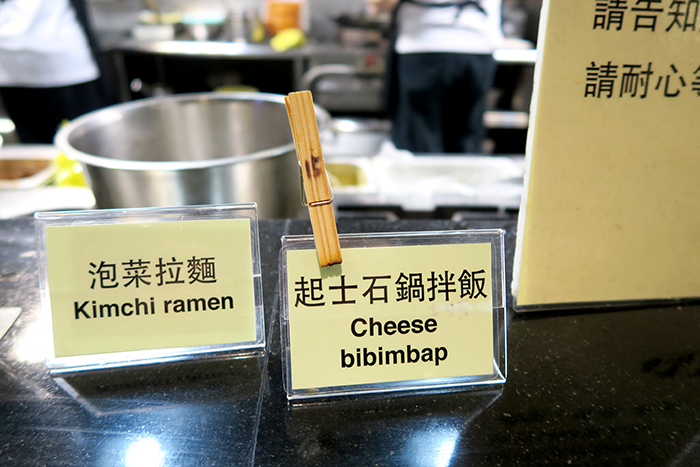 泡菜拉麵
Kimchi ramen
起士石鍋拌飯
Cheese
bibimbap
請告知
請耐心等